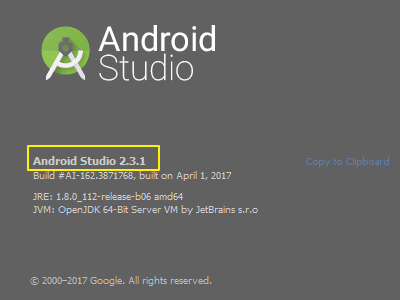 Android
Studio
Android Studio 2.3.1
Copy to Clipboard
Build #AI-162.3871768, built on April 1, 2017
JRE: 1.8.0_112-release-b06 amd64
JVM: OpenJDK 64-Bit Server VM by JetBrains s.r.o
© 2000–2017 Google. All rights reserved.